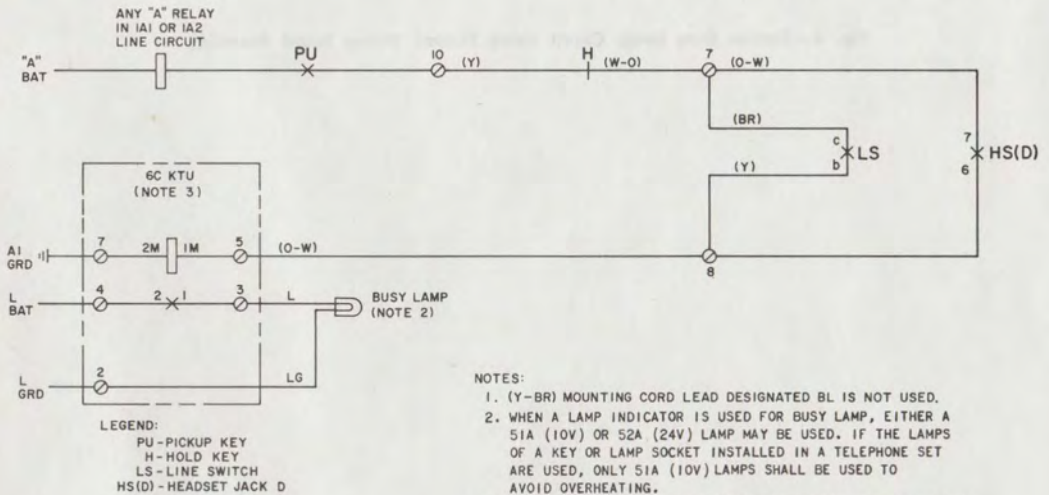 ANY "A" RELAY
IN 1A1 OR 1A2
LINE CIRCUIT
"A"
BAT
PU
10
(Y)
H
(W-O)
7
(O-W)
(BR)
c
LS
b
(Y)
7
HS(D)
6
6C KTU
(NOTE 3)
A1
GRD
7
2M
1M
5
(O-W)
8
L
BAT
4
2
1
3
L
BUSY LAMP
(NOTE 2)
L
GRD
2
LG
LEGEND:
PU-PICKUP KEY
H-HOLD KEY
LS-LINE SWITCH
HS(D)-HEADSET JACK D
NOTES:
1. (Y-BR) MOUNTING CORD LEAD DESIGNATED BL IS NOT USED.
2. WHEN A LAMP INDICATOR IS USED FOR BUSY LAMP, EITHER A
51A (10V) OR 52A (24V) LAMP MAY BE USED. IF THE LAMPS
OF A KEY OR LAMP SOCKET INSTALLED IN A TELEPHONE SET
ARE USED, ONLY 51A (10V) LAMPS SHALL BE USED TO
AVOID OVERHEATING.